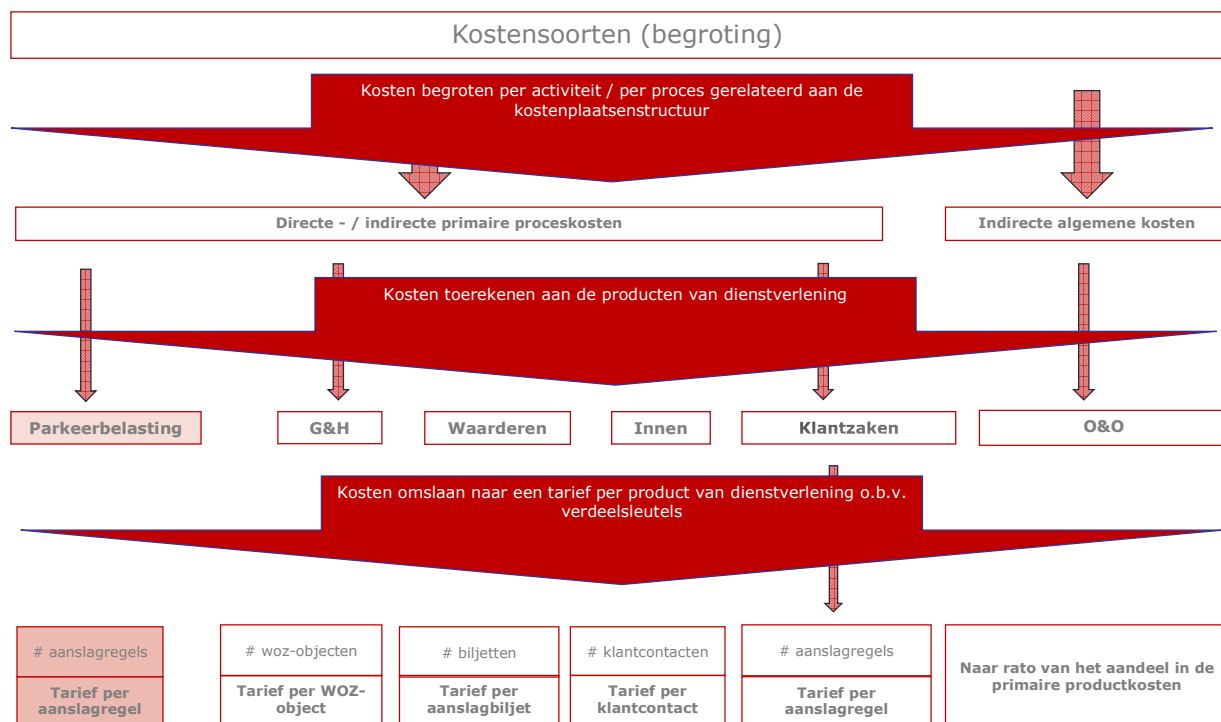 Kostensoorten (begroting)
Kosten begroten per activiteit / per proces gerelateerd aan de
kostenplaatsenstructuur
Directe - / indirecte primaire proceskosten
Indirecte algemene kosten
Kosten toerekenen aan de producten van dienstverlening
Parkeerbelasting
G&H
Waarderen
Innen
Klantzaken
O&O
Kosten omslaan naar een tarief per product van dienstverlening o.b.v.
verdeelsleutels
# aanslagregels
Tarief per
aanslagregel
# woz-objecten
Tarief per WOZ-
object
# biljetten
Tarief per
aanslagbiljet
# klantcontacten
Tarief per
klantcontact
# aanslagregels
Tarief per
aanslagregel
Naar rato van het aandeel in de
primaire productkosten